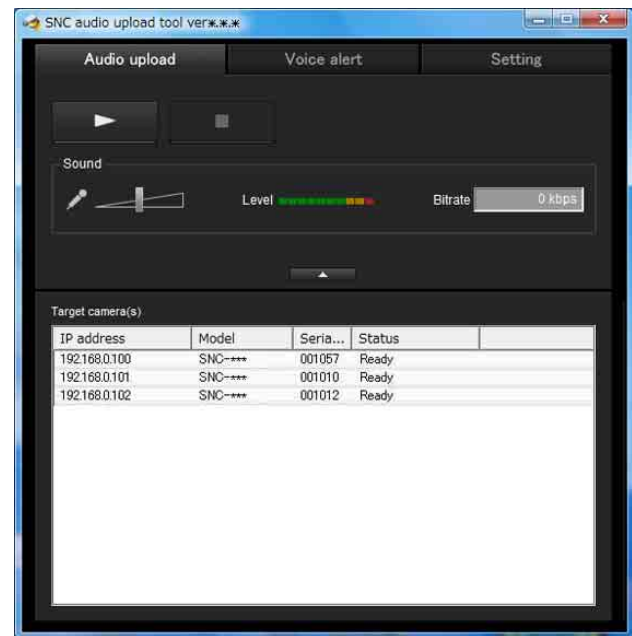 SNC audio upload tool ver*.*.*
Audio upload Voice alert Setting
Sound
Level Bitrate 0 kbps
Target camera(s)
IP address Model Seria... Status
192.168.0.100 SNC-*** 001057 Ready
192.168.0.101 SNC-*** 001010 Ready
192.168.0.102 SNC-*** 001012 Ready